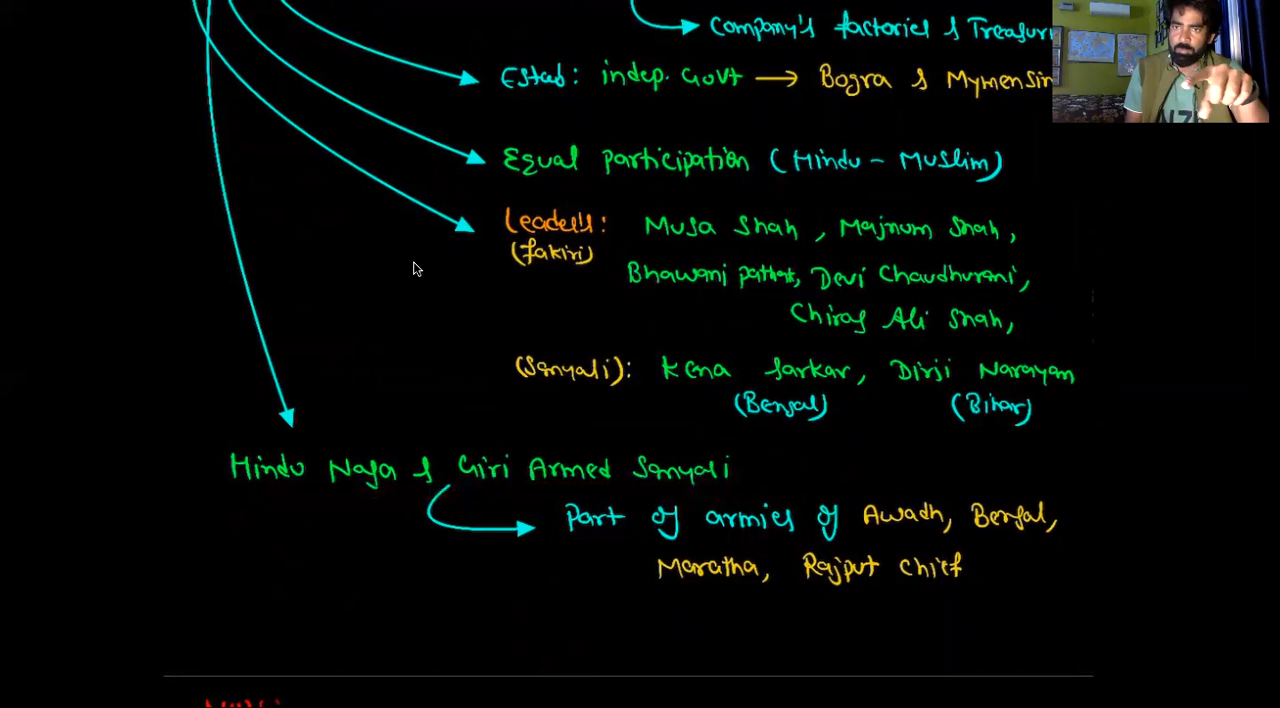 Company's factories & Treasur
Estab: indep. Govt → Bogra & Mymensin
Equal participation (Hindu - Muslim)
Leaders: Musa Shah, Majnum Shah,
(fakiri)
Bhawani pathak, Devi Chaudhurani,
Chirag Ali Shah,
(Sanyasi): Kena Sarkar, Dirji Narayan
(Bengal) (Bihar)
Hindu Naga & Giri Armed Sanyasi
Part of armies of Awadh, Bengal,
Maratha, Rajput chief